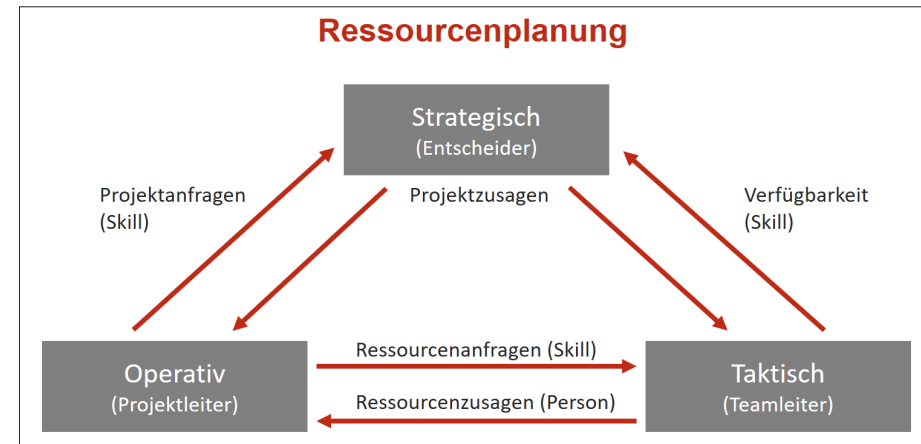 Ressourcenplanung
Strategisch
(Entscheider)
Projektanfragen
(Skill)
Projektzusagen
Verfügbarkeit
(Skill)
Operativ
(Projektleiter)
Ressourcenanfragen (Skill)
Ressourcenzusagen (Person)
Taktisch
(Teamleiter)